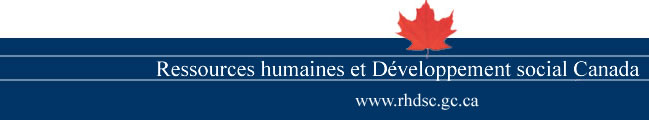 Ressources humaines et Développement social Canada
www.rhdsc.gc.ca